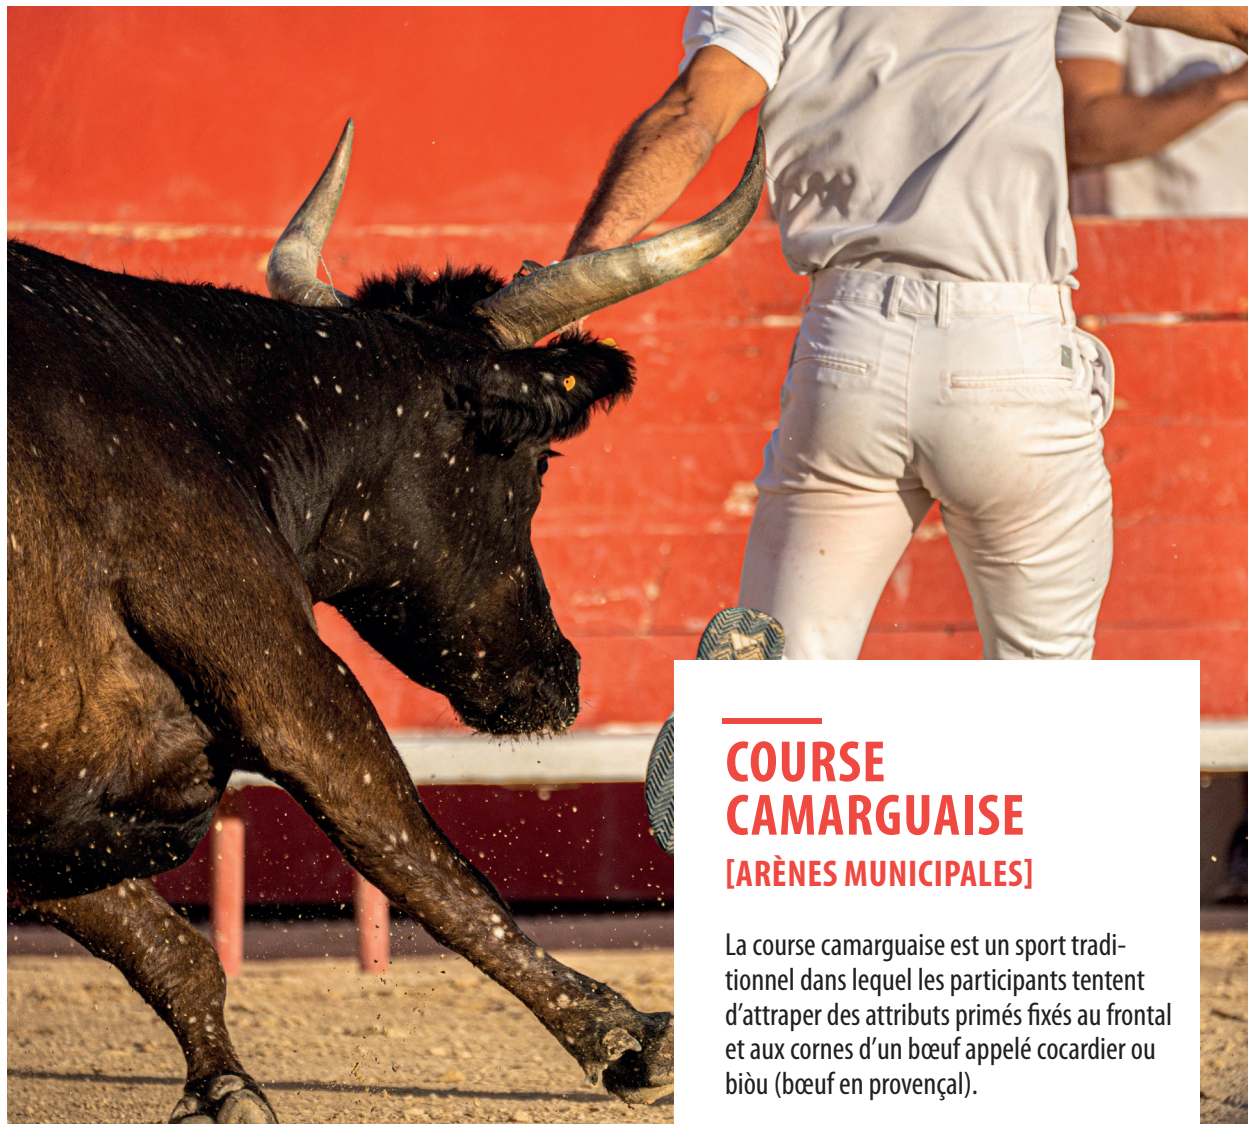 COURSE
CAMARGUAISE
[ARÈNES MUNICIPALES]
La course camarguaise est un sport tradi-
tionnel dans lequel les participants tentent
d’attraper des attributs primés fixés au frontal
et aux cornes d’un bœuf appelé cocardier ou
biòu (bœuf en provençal).